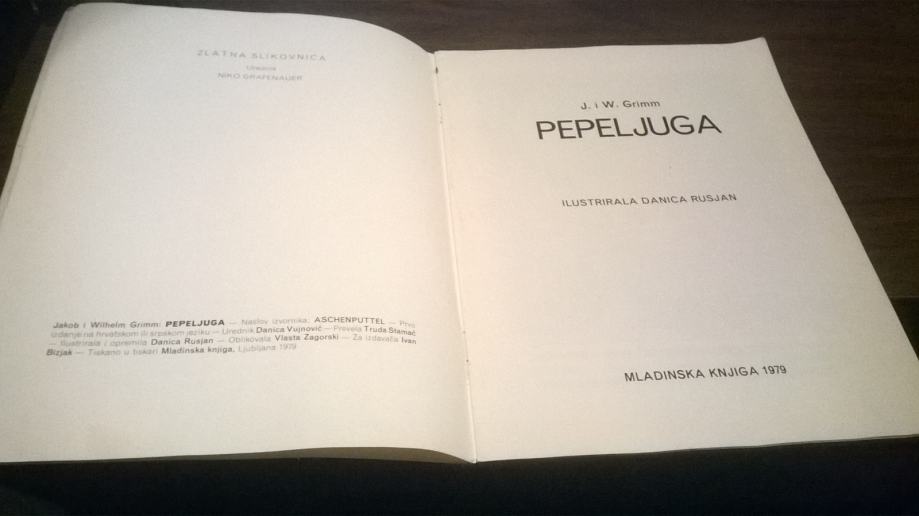 ZLATNA SLIKOVNICA
Urednik
NIKO GRAFENAUER
Jakob i Wilhelm Grimm: PEPELJUGA — Naslov izvornika: ASCHENPUTTEL — Prvo
izdanje na hrvatskom ili srpskom jeziku — Urednik Danica Vujnović — Prevela Truda Stamać
— Ilustrirala i opremila Danica Rusjan — Oblikovala Vlasta Zagorski — Za izdavača Ivan
Bizjak — Tiskano u tiskari Mladinska knjiga, Ljubljana 1979
J. i W. Grimm
PEPELJUGA
ILUSTRIRALA DANICA RUSJAN
MLADINSKA KNJIGA 1979